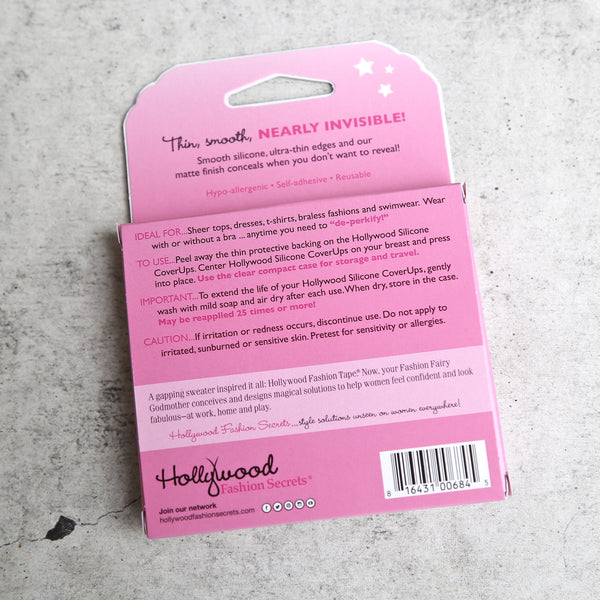 Thin, smooth, NEARLY INVISIBLE!
Smooth silicone, ultra-thin edges and our
matte finish conceals when you don't want to reveal!
Hypo-allergenic • Self-adhesive • Reusable
IDEAL FOR...Sheer tops, dresses, t-shirts, braless fashions and swimwear. Wear
with or without a bra ... anytime you need to "de-perkify!"
TO USE...Peel away the thin protective backing on the Hollywood Silicone
CoverUps. Center Hollywood Silicone CoverUps on your breast and press
into place. Use the clear compact case for storage and travel.
IMPORTANT...To extend the life of your Hollywood Silicone CoverUps, gently
wash with mild soap and air dry after each use. When dry, store in the case.
May be reapplied 25 times or more!
CAUTION...If irritation or redness occurs, discontinue use. Do not apply to
irritated, sunburned or sensitive skin. Pretest for sensitivity or allergies.
A gapping sweater inspired it all: Hollywood Fashion Tape.® Now, your Fashion Fairy
Godmother conceives and designs magical solutions to help women feel confident and look
fabulous—at work, home and play.
Hollywood Fashion Secrets...style solutions unseen on women everywhere!
Hollywood
Fashion Secrets®
Join our network
hollywoodfashionsecrets.com
8 16431 00684 5